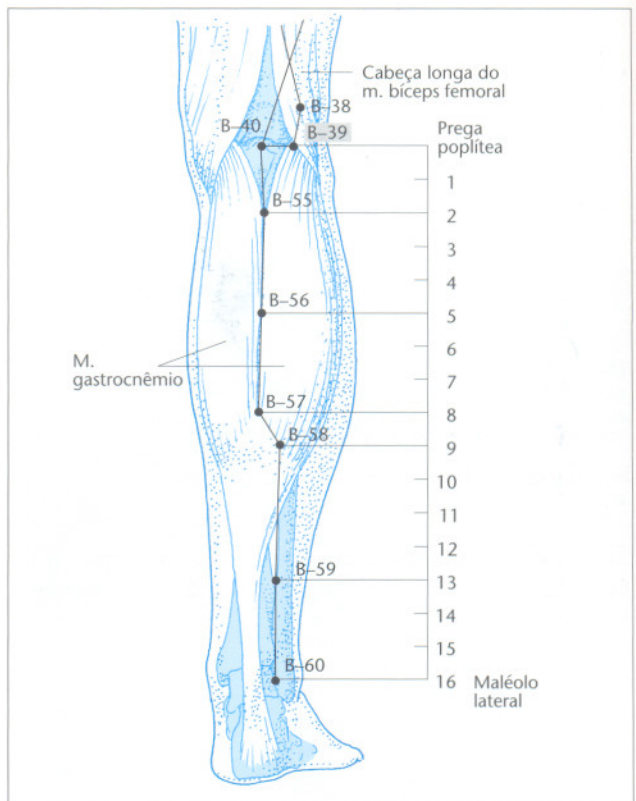 Cabeça longa do
m. bíceps femoral
B–38
B–40
B–39
Prega
poplítea
1
B–55
2
3
4
B–56
5
6
M.
gastrocnêmio
7
B–57
8
B–58
9
10
11
12
B–59
13
14
15
B–60
16 Maléolo
lateral